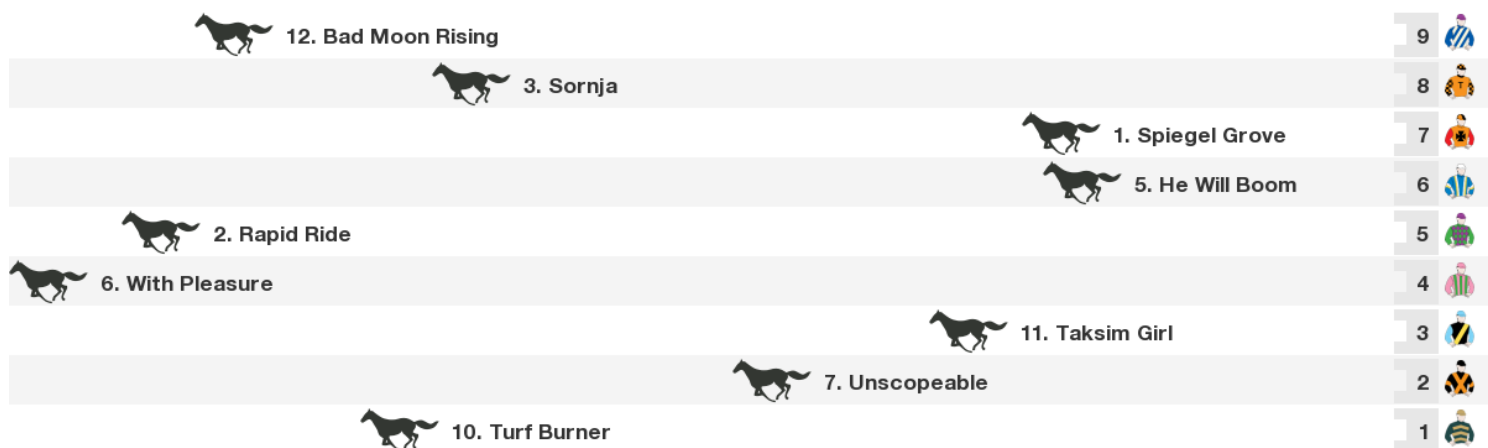 12. Bad Moon Rising 9
3. Sornja 8
T
1. Spiegel Grove 7
5. He Will Boom 6
2. Rapid Ride 5
6. With Pleasure 4
11. Taksim Girl 3
7. Unscopeable 2
10. Turf Burner 1